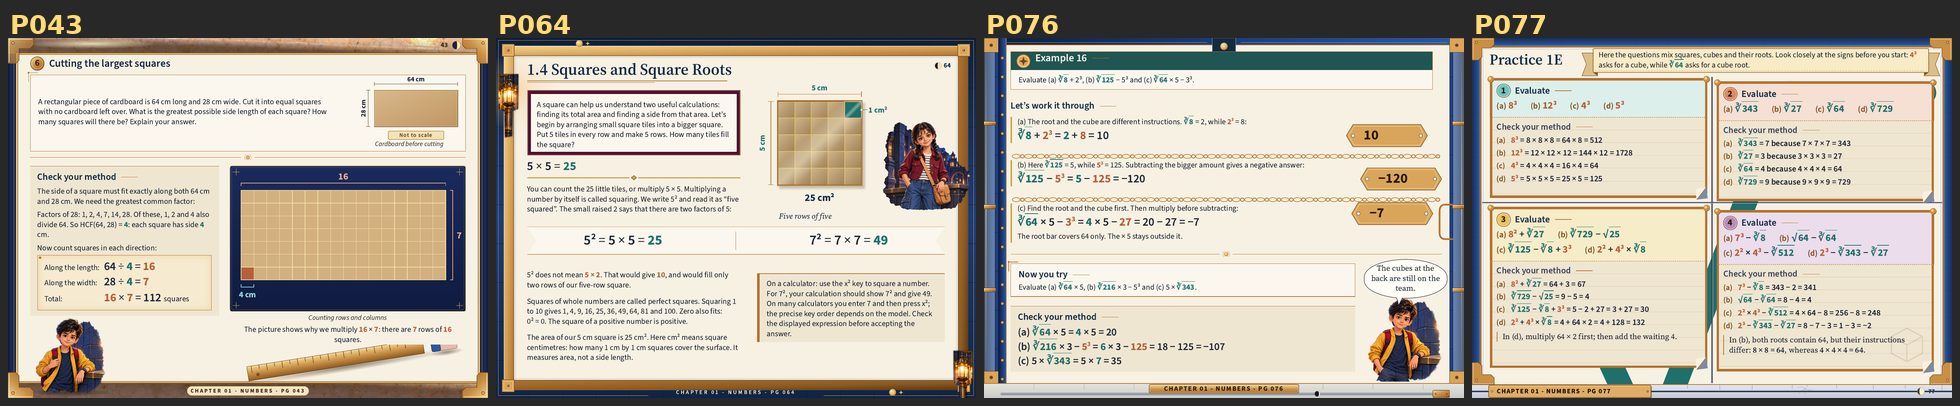 P043
43
6 Cutting the largest squares
A rectangular piece of cardboard is 64 cm long and 28 cm wide. Cut it into equal squares
with no cardboard left over. What is the greatest possible side length of each square? How
many squares will there be? Explain your answer.
64 cm
28 cm
Not to scale
Cardboard before cutting
Check your method
The side of a square must fit exactly along both 64 cm
and 28 cm. We need the greatest common factor:
Factors of 28: 1, 2, 4, 7, 14, 28. Of these, 1, 2 and 4 also
divide 64. So HCF(64, 28) = 4: each square has side 4
cm.
Now count squares in each direction:
Along the length: 64 ÷ 4 = 16
Along the width: 28 ÷ 4 = 7
Total: 16 × 7 = 112 squares
16
7
4 cm
Counting rows and columns
The picture shows why we multiply 16 × 7: there are 7 rows of 16
squares.
CHAPTER 01 - NUMBERS - PG 043
P064
64
1.4 Squares and Square Roots
A square can help us understand two useful calculations:
finding its total area and finding a side from that area. Let's
begin by arranging small square tiles into a bigger square.
Put 5 tiles in every row and make 5 rows. How many tiles fill
the square?
5 × 5 = 25
You can count the 25 little tiles, or multiply 5 × 5. Multiplying a
number by itself is called squaring. We write 5² and read it as "five
squared". The small raised 2 says that there are two factors of 5:
5 cm
1 cm²
5 cm
25 cm²
Five rows of five
5² = 5 × 5 = 25
7² = 7 × 7 = 49
5² does not mean 5 × 2. That would give 10, and would fill only
two rows of our five-row square.
Squares of whole numbers are called perfect squares. Squaring 1
to 10 gives 1, 4, 9, 16, 25, 36, 49, 64, 81 and 100. Zero also fits:
0² = 0. The square of a positive number is positive.
The area of our 5 cm square is 25 cm². Here cm² means square
centimetres: how many 1 cm by 1 cm squares cover the surface. It
measures area, not a side length.
On a calculator: use the x² key to square a number.
For 7², your calculation should show 7² and give 49.
On many calculators you enter 7 and then press x²;
the precise key order depends on the model. Check
the displayed expression before accepting the
answer.
CHAPTER 01 - NUMBERS - PG 064
P076
Example 16
Evaluate (a) ∛8 + 2³, (b) ∛125 − 5³ and (c) ∛64 × 5 − 3³.
Let's work it through
(a) The root and the cube are different instructions. ∛8 = 2, while 2³ = 8:
∛8 + 2³ = 2 + 8 = 10
10
(b) Here ∛125 = 5, while 5³ = 125. Subtracting the bigger amount gives a negative answer:
∛125 − 5³ = 5 − 125 = −120
−120
(c) Find the root and the cube first. Then multiply before subtracting:
∛64 × 5 − 3³ = 4 × 5 − 27 = 20 − 27 = −7
−7
The root bar covers 64 only. The × 5 stays outside it.
Now you try
Evaluate (a) ∛64 × 5, (b) ∛216 × 3 − 5³ and (c) 5 × ∛343.
The cubes at the
back are still on the
team.
Check your method
(a) ∛64 × 5 = 4 × 5 = 20
(b) ∛216 × 3 − 5³ = 6 × 3 − 125 = 18 − 125 = −107
(c) 5 × ∛343 = 5 × 7 = 35
CHAPTER 01 - NUMBERS - PG 076
P077
Practice 1E
Here the questions mix squares, cubes and their roots. Look closely at the signs before you start: 4³
asks for a cube, while ∛64 asks for a cube root.
1 Evaluate
(a) 8³ (b) 12³ (c) 4³ (d) 5³
Check your method
(a) 8³ = 8 × 8 × 8 = 64 × 8 = 512
(b) 12³ = 12 × 12 × 12 = 144 × 12 = 1728
(c) 4³ = 4 × 4 × 4 = 16 × 4 = 64
(d) 5³ = 5 × 5 × 5 = 25 × 5 = 125
2 Evaluate
(a) ∛343 (b) ∛27 (c) ∛64 (d) ∛729
Check your method
(a) ∛343 = 7 because 7 × 7 × 7 = 343
(b) ∛27 = 3 because 3 × 3 × 3 = 27
(c) ∛64 = 4 because 4 × 4 × 4 = 64
(d) ∛729 = 9 because 9 × 9 × 9 = 729
3 Evaluate
(a) 8² + ∛27 (b) ∛729 − √25
(c) ∛125 − ∛8 + 3³ (d) 2² + 4³ × ∛8
Check your method
(a) 8² + ∛27 = 64 + 3 = 67
(b) ∛729 − √25 = 9 − 5 = 4
(c) ∛125 − ∛8 + 3³ = 5 − 2 + 27 = 3 + 27 = 30
(d) 2² + 4³ × ∛8 = 4 + 64 × 2 = 4 + 128 = 132
In (d), multiply 64 × 2 first; then add the waiting 4.
4 Evaluate
(a) 7³ − ∛8 (b) √64 − ∛64
(c) 2² × 4³ − ∛512 (d) 2³ − ∛343 − ∛27
Check your method
(a) 7³ − ∛8 = 343 − 2 = 341
(b) √64 − ∛64 = 8 − 4 = 4
(c) 2² × 4³ − ∛512 = 4 × 64 − 8 = 256 − 8 = 248
(d) 2³ − ∛343 − ∛27 = 8 − 7 − 3 = 1 − 3 = −2
In (b), both roots contain 64, but their instructions
differ: 8 × 8 = 64, whereas 4 × 4 × 4 = 64.
CHAPTER 01 - NUMBERS - PG 077
77